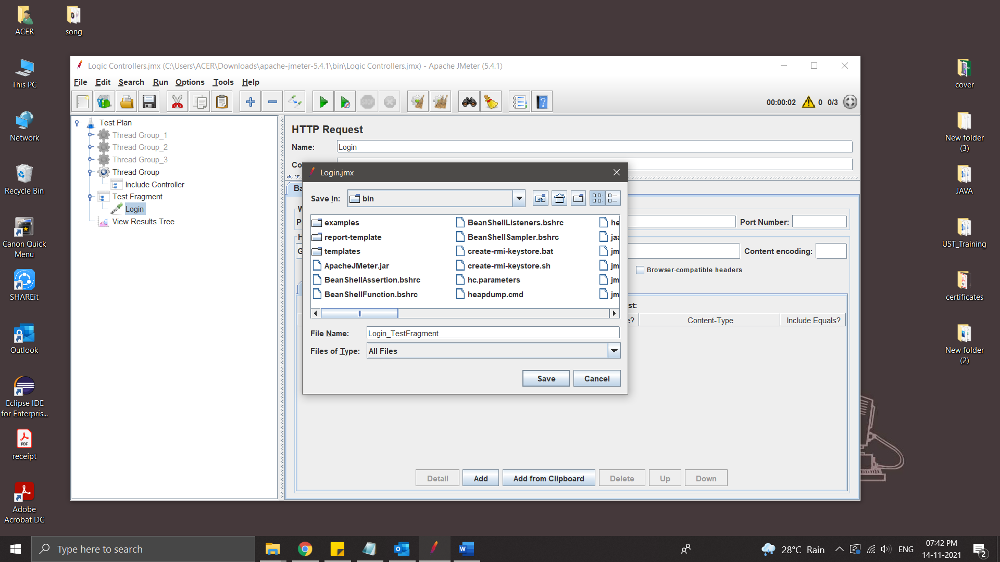 ACER
song
This PC
Network
Recycle Bin
Canon Quick
Menu
SHAREit
Outlook
Eclipse IDE
for Enterpris...
receipt
Adobe
Acrobat DC
Logic Controllers.jmx (C:\Users\ACER\Downloads\apache-jmeter-5.4.1\bin\Logic Controllers.jmx) - Apache JMeter (5.4.1)
File Edit Search Run Options Tools Help
STOP
00:00:02 0 0/3
Test Plan
Thread Group_1
Thread Group_2
Thread Group_3
Thread Group
Include Controller
Test Fragment
Login
View Results Tree
HTTP Request
Name: Login
Co
Ba
Port Number:
Content encoding:
Browser-compatible headers
st:
e? Content-Type Include Equals?
Detail Add Add from Clipboard Delete Up Down
Login.jmx
Save In: bin
examples
report-template
templates
ApacheJMeter.jar
BeanShellAssertion.bshrc
BeanShellFunction.bshrc
BeanShellListeners.bshrc
BeanShellSampler.bshrc
create-rmi-keystore.bat
create-rmi-keystore.sh
hc.parameters
heapdump.cmd
he
jaa
jm
jm
jm
jm
File Name: Login_TestFragment
Files of Type: All Files
Save Cancel
cover
New folder
(3)
JAVA
UST_Training
certificates
New folder
(2)
Type here to search
28°C Rain
ENG
07:42 PM
14-11-2021
2